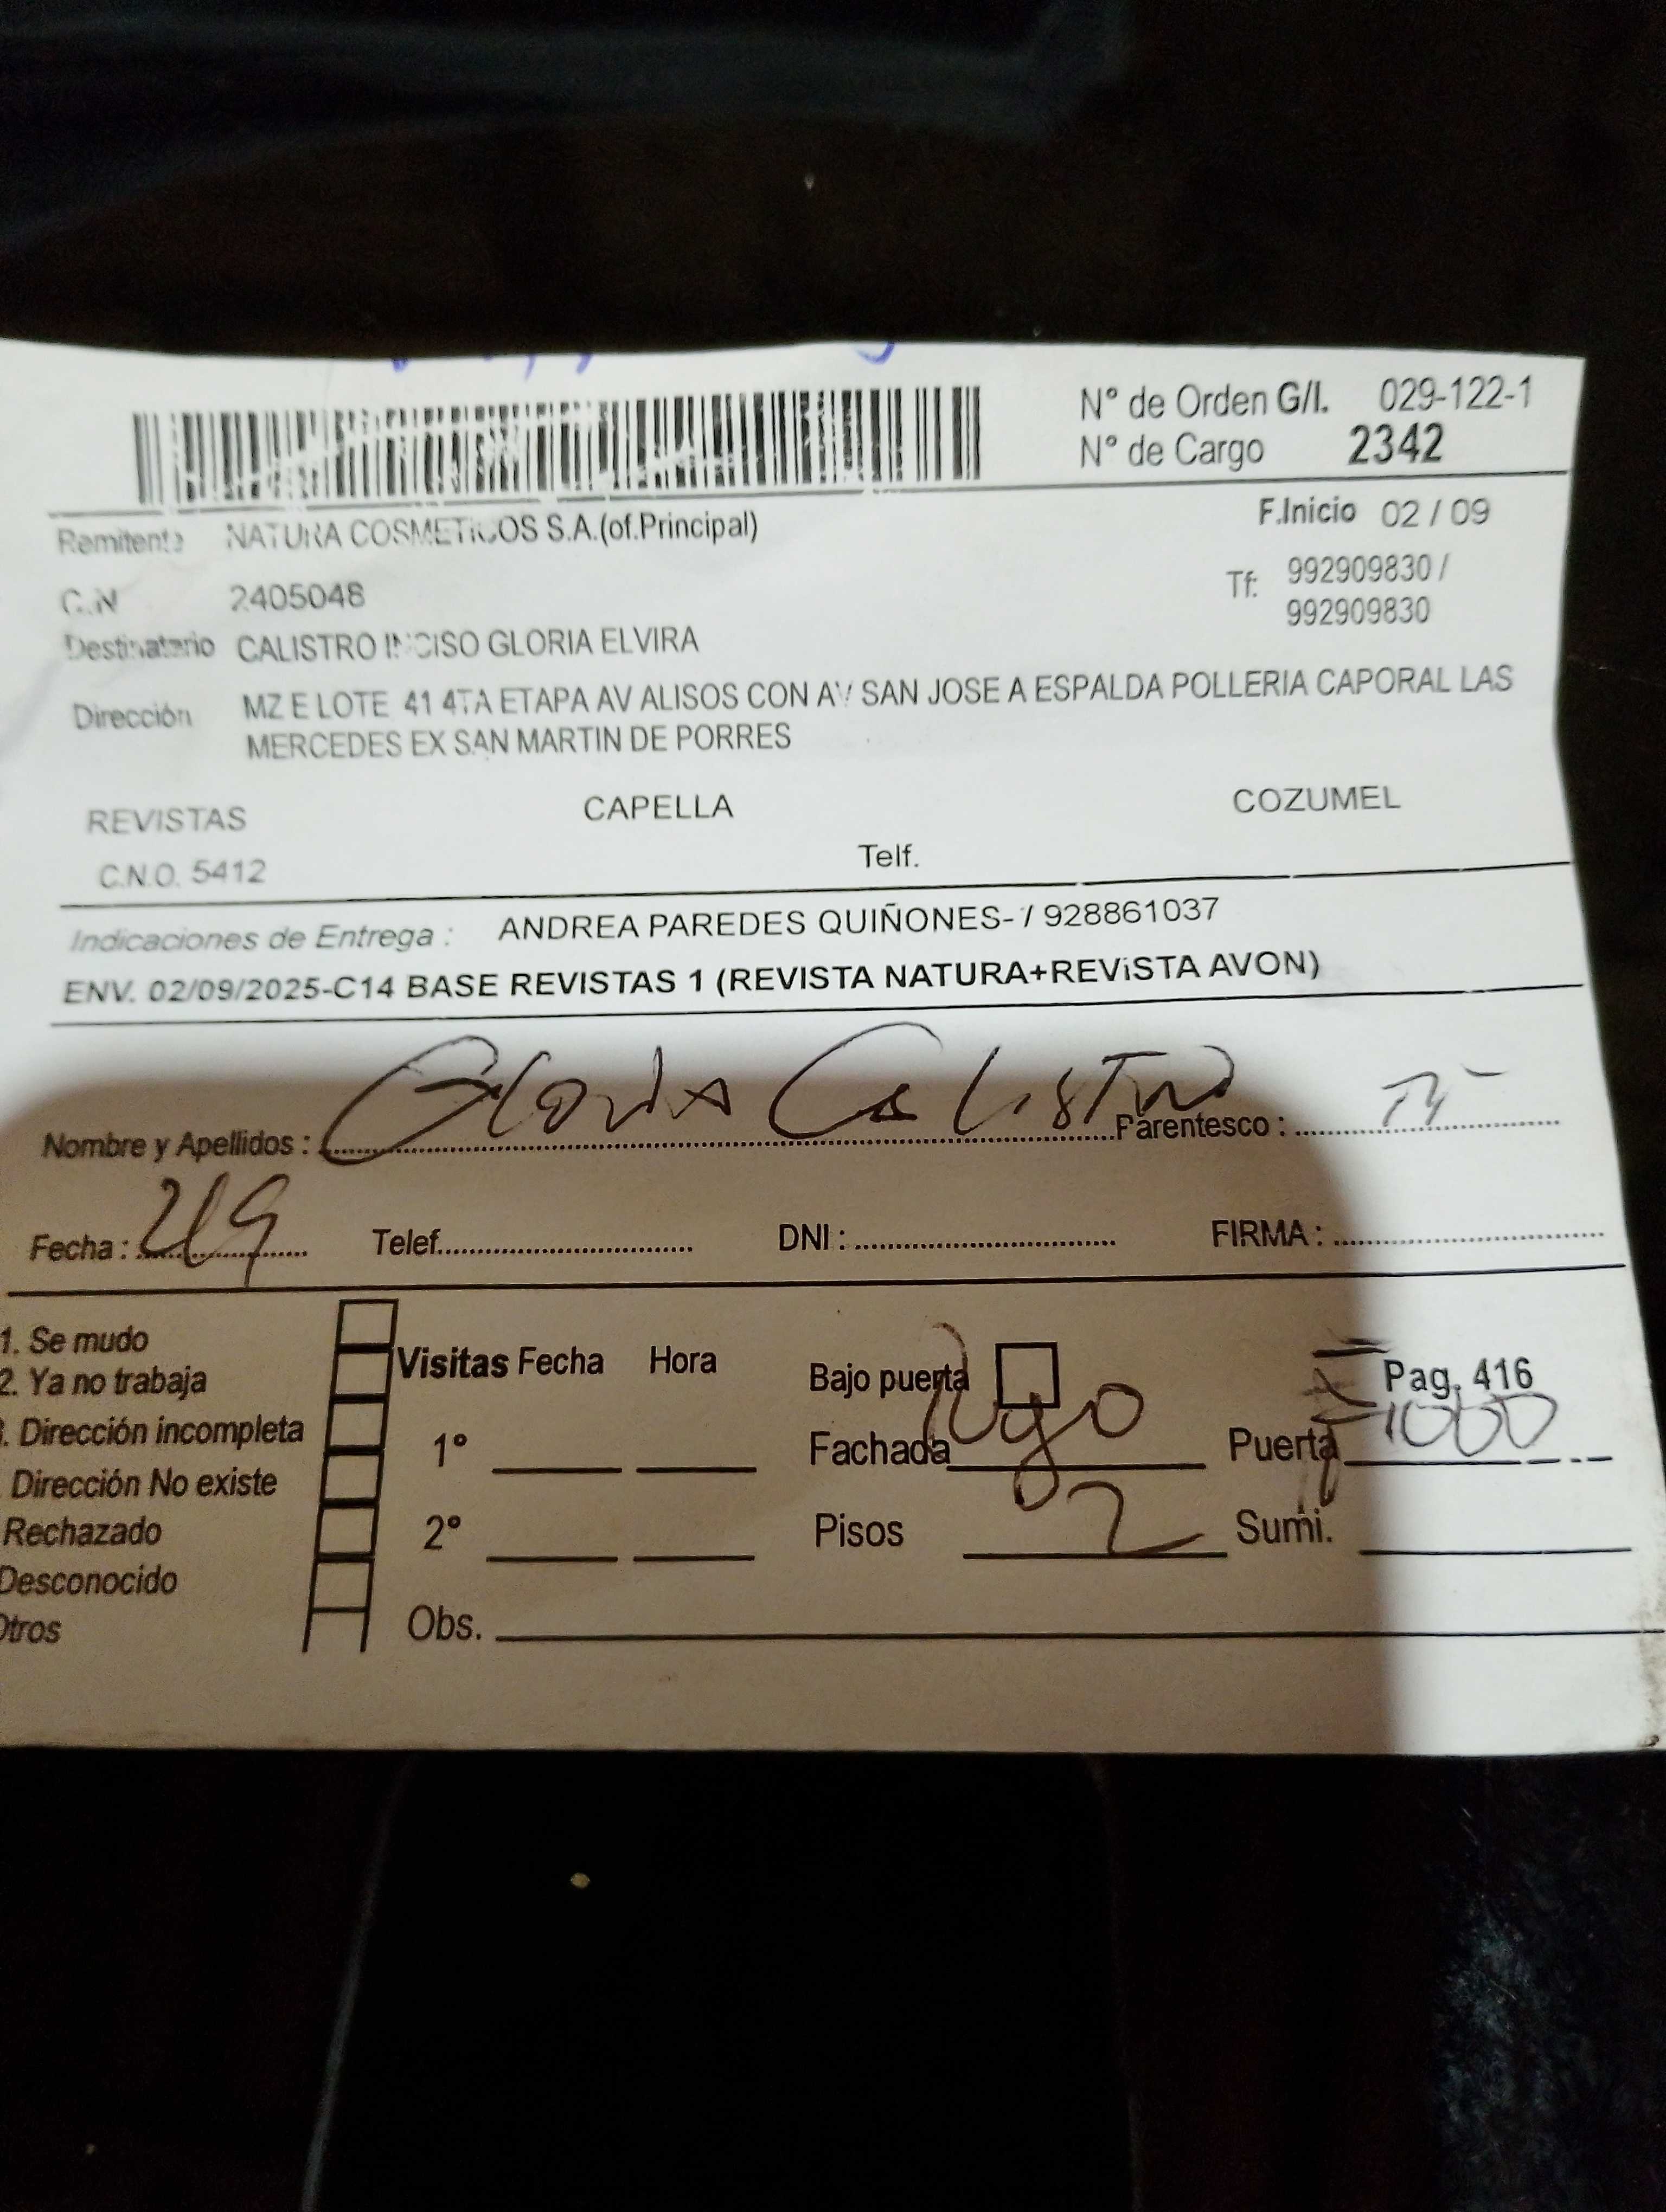 N° de Orden G/I. 029-122-1
N° de Cargo 2342
Remitente NATURA COSMETICOS S.A.(of.Principal)
F.Inicio 02 / 09
C.N 2405048
Tf: 992909830 /
992909830
Destinatario CALISTRO INCISO GLORIA ELVIRA
Dirección MZ E LOTE 41 4TA ETAPA AV ALISOS CON AV SAN JOSE A ESPALDA POLLERIA CAPORAL LAS
MERCEDES EX SAN MARTIN DE PORRES
REVISTAS CAPELLA COZUMEL
C.N.O. 5412 Telf.
Indicaciones de Entrega : ANDREA PAREDES QUIÑONES- / 928861037
ENV. 02/09/2025-C14 BASE REVISTAS 1 (REVISTA NATURA+REViSTA AVON)
Nombre y Apellidos : Gloria Calistro Parentesco :
Fecha : Telef. DNI : FIRMA :
1. Se mudo
2. Ya no trabaja
. Dirección incompleta
Dirección No existe
Rechazado
Desconocido
Otros
Visitas Fecha Hora
1°
2°
Obs.
Bajo puerta Pag. 416
Fachada Puerta
Pisos 2 Sumi.